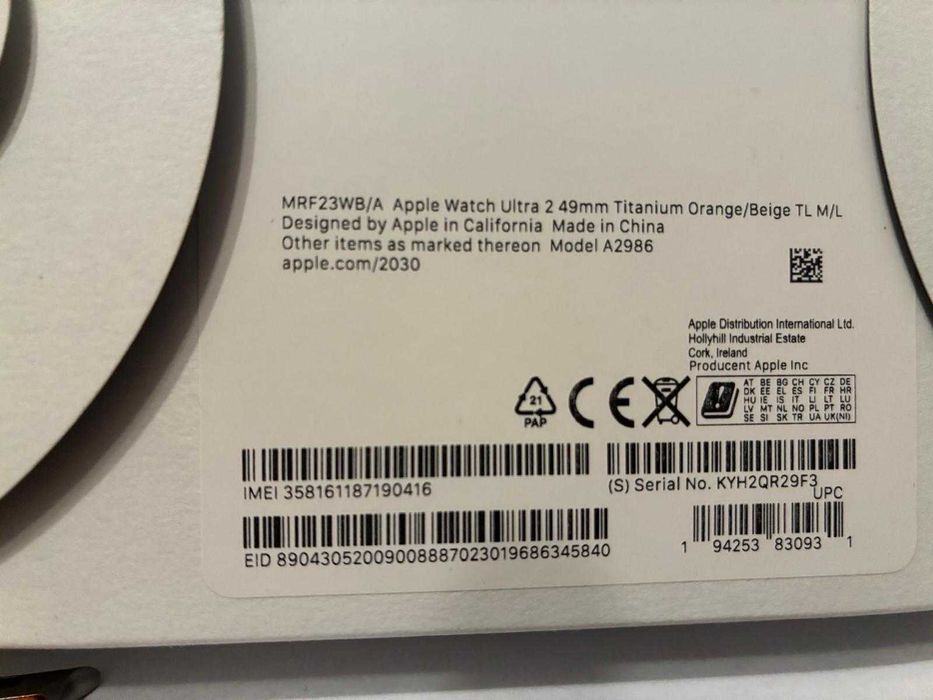 MRF23WB/A Apple Watch Ultra 2 49mm Titanium Orange/Beige TL M/L
Designed by Apple in California Made in China
Other items as marked thereon Model A2986
apple.com/2030
Apple Distribution International Ltd.
Hollyhill Industrial Estate
Cork, Ireland
Producent Apple Inc
21
PAP
CE
AT BE BG CH CY CZ DE
DK EE EL ES FI FR HR
HU IE IS IT LI LT LU
LV MT NL NO PL PT RO
SE SI SK TR UA UK(NI)
IMEI 358161187190416
(S) Serial No. KYH2QR29F3
UPC
EID 89043052009008887023019686345840
1 94253 83093 1